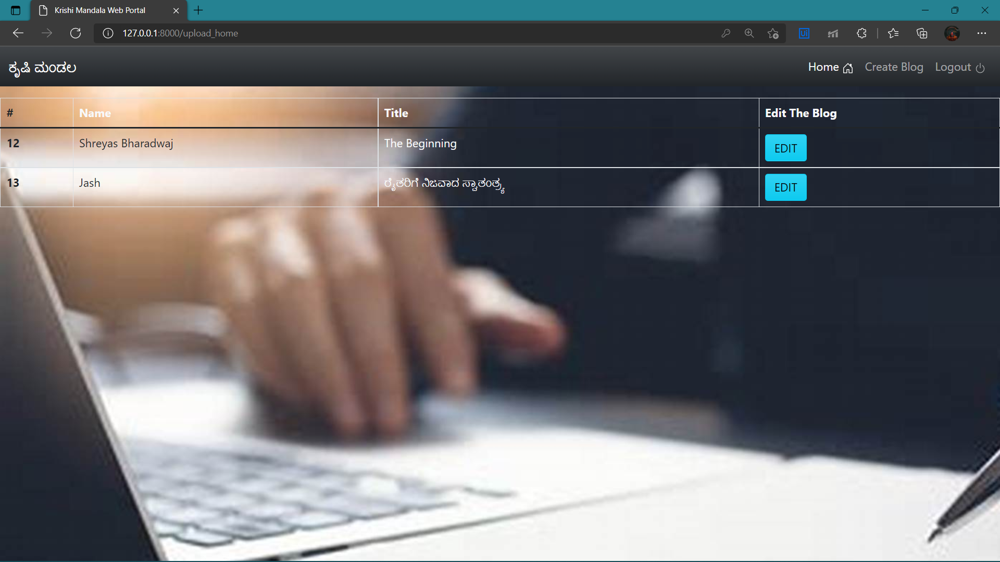 Krishi Mandala Web Portal
127.0.0.1:8000/upload_home
Ui
ಕೃಷಿ ಮಂಡಲ
Home
Create Blog
Logout
# Name Title Edit The Blog
12 Shreyas Bharadwaj The Beginning EDIT
13 Jash ರೈತರಿಗೆ ನಿಜವಾದ ಸ್ವಾತಂತ್ರ್ಯ EDIT